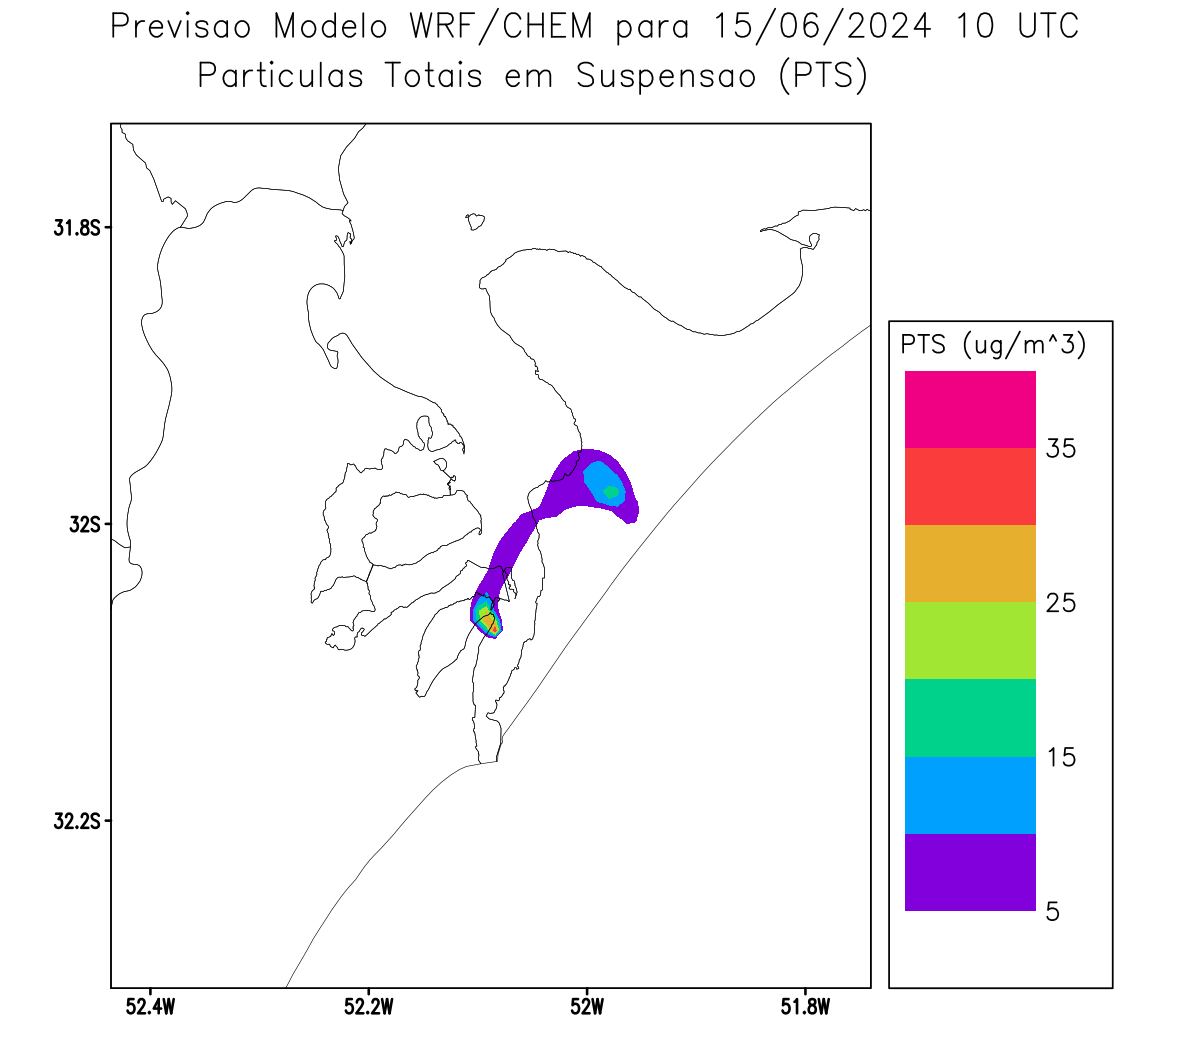 Previsao Modelo WRF/CHEM para 15/06/2024 10 UTC
Particulas Totais em Suspensao (PTS)
31.8S
32S
32.2S
52.4W
52.2W
52W
51.8W
PTS (ug/m^3)
35
25
15
5